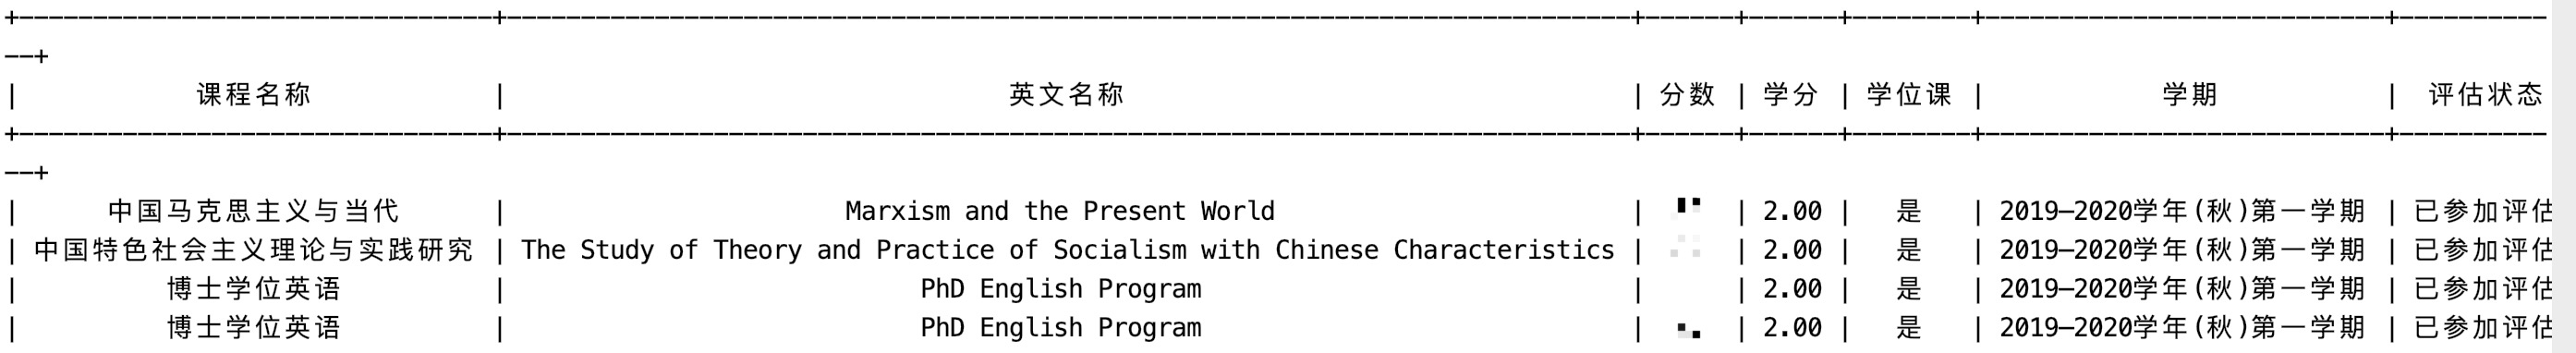 +--------------------------------+----------------------------------------------------------------------------+------+------+--------+---------------------------+----------
--+
| 课程名称 | 英文名称 | 分数 | 学分 | 学位课 | 学期 | 评估状态
+--------------------------------+----------------------------------------------------------------------------+------+------+--------+---------------------------+----------
--+
| 中国马克思主义与当代 | Marxism and the Present World | | 2.00 | 是 | 2019-2020学年(秋)第一学期 | 已参加评估
| 中国特色社会主义理论与实践研究 | The Study of Theory and Practice of Socialism with Chinese Characteristics | | 2.00 | 是 | 2019-2020学年(秋)第一学期 | 已参加评估
| 博士学位英语 | PhD English Program | | 2.00 | 是 | 2019-2020学年(秋)第一学期 | 已参加评估
| 博士学位英语 | PhD English Program | | 2.00 | 是 | 2019-2020学年(秋)第一学期 | 已参加评估